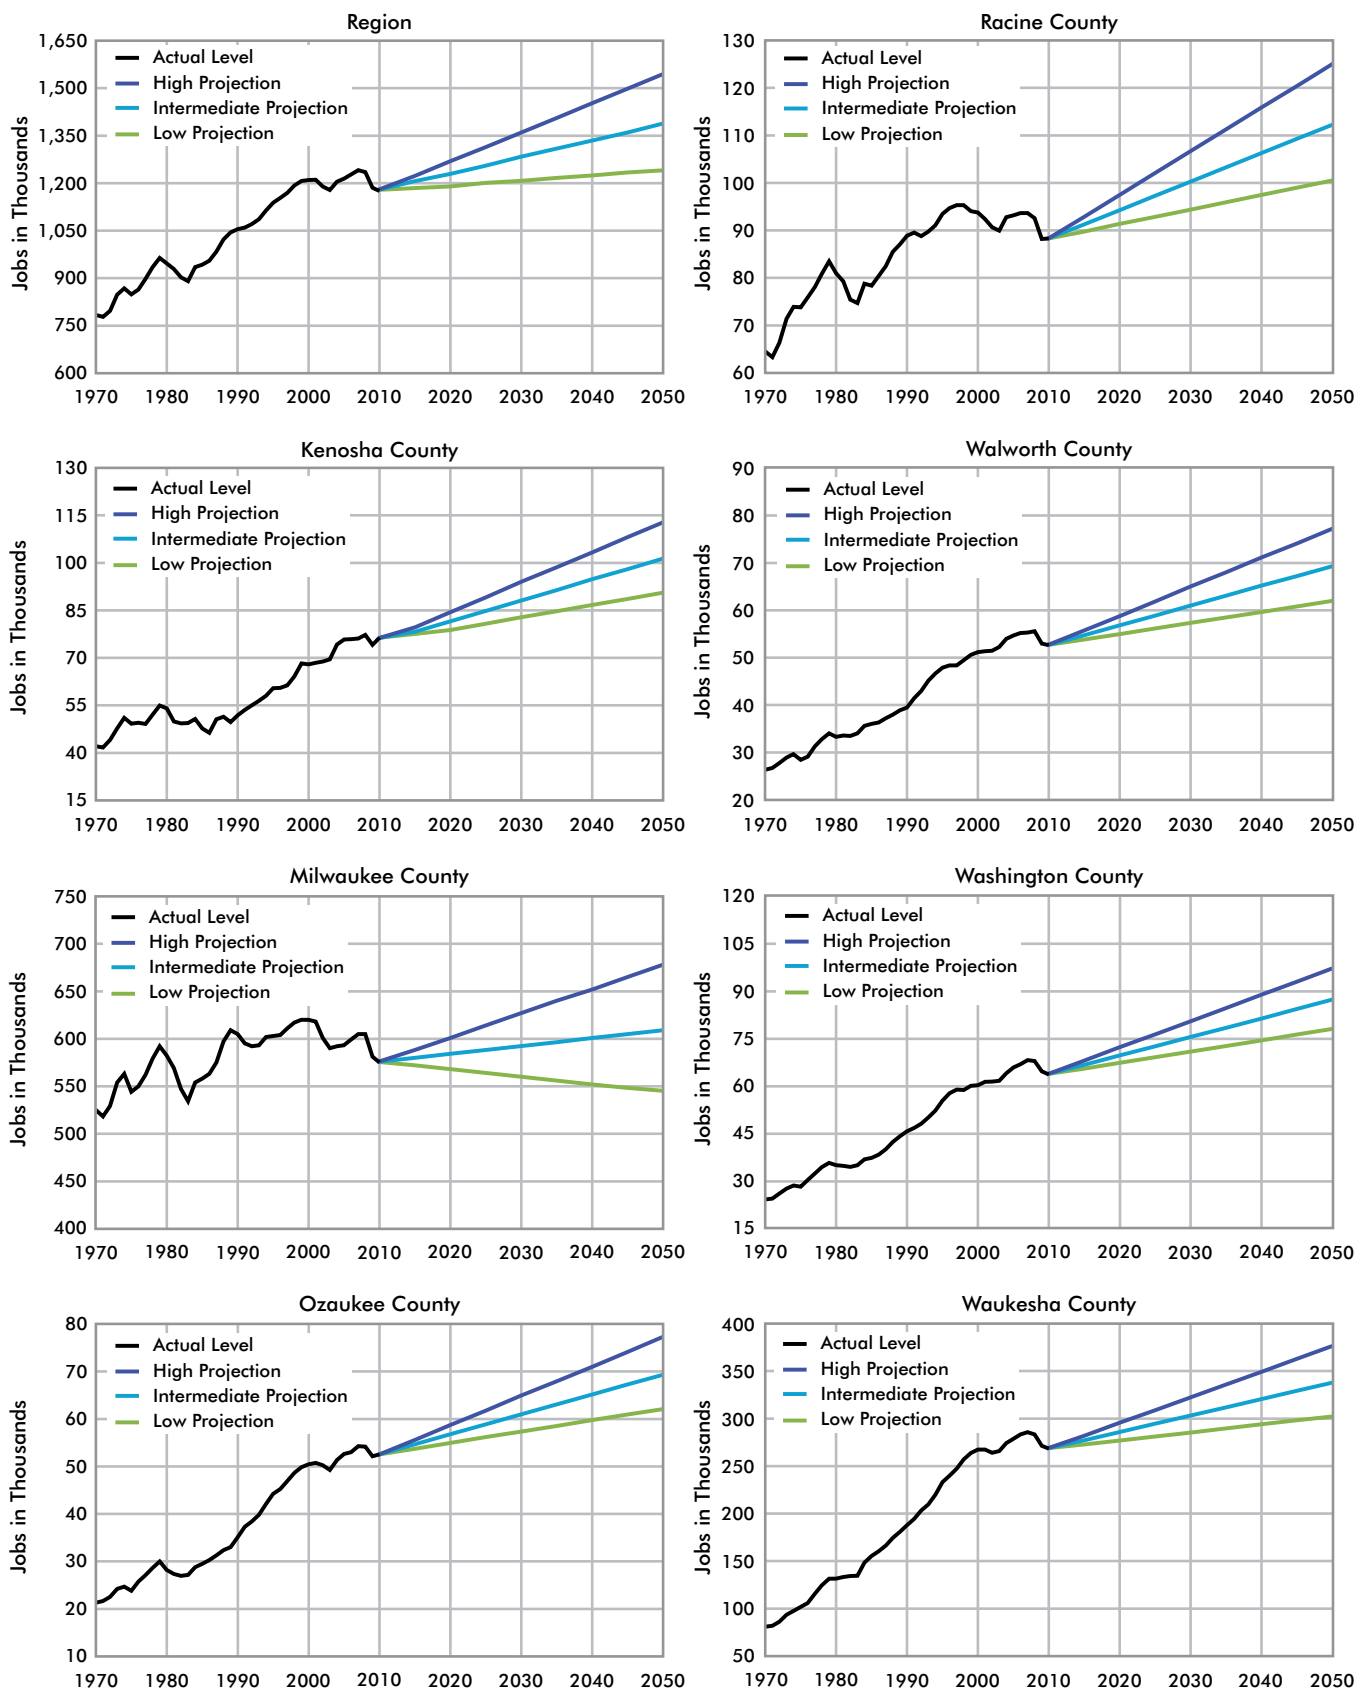 Region
Jobs in Thousands
1,650
1,500
1,350
1,200
1,050
900
750
600
Actual Level
High Projection
Intermediate Projection
Low Projection
1970 1980 1990 2000 2010 2020 2030 2040 2050
Racine County
Jobs in Thousands
130
120
110
100
90
80
70
60
Actual Level
High Projection
Intermediate Projection
Low Projection
1970 1980 1990 2000 2010 2020 2030 2040 2050
Kenosha County
Jobs in Thousands
130
115
100
85
70
55
40
15
Actual Level
High Projection
Intermediate Projection
Low Projection
1970 1980 1990 2000 2010 2020 2030 2040 2050
Walworth County
Jobs in Thousands
90
80
70
60
50
40
30
20
Actual Level
High Projection
Intermediate Projection
Low Projection
1970 1980 1990 2000 2010 2020 2030 2040 2050
Milwaukee County
Jobs in Thousands
750
700
650
600
550
500
450
400
Actual Level
High Projection
Intermediate Projection
Low Projection
1970 1980 1990 2000 2010 2020 2030 2040 2050
Washington County
Jobs in Thousands
120
105
90
75
60
45
30
15
Actual Level
High Projection
Intermediate Projection
Low Projection
1970 1980 1990 2000 2010 2020 2030 2040 2050
Ozaukee County
Jobs in Thousands
80
70
60
50
40
30
20
10
Actual Level
High Projection
Intermediate Projection
Low Projection
1970 1980 1990 2000 2010 2020 2030 2040 2050
Waukesha County
Jobs in Thousands
400
350
300
250
200
150
100
50
Actual Level
High Projection
Intermediate Projection
Low Projection
1970 1980 1990 2000 2010 2020 2030 2040 2050